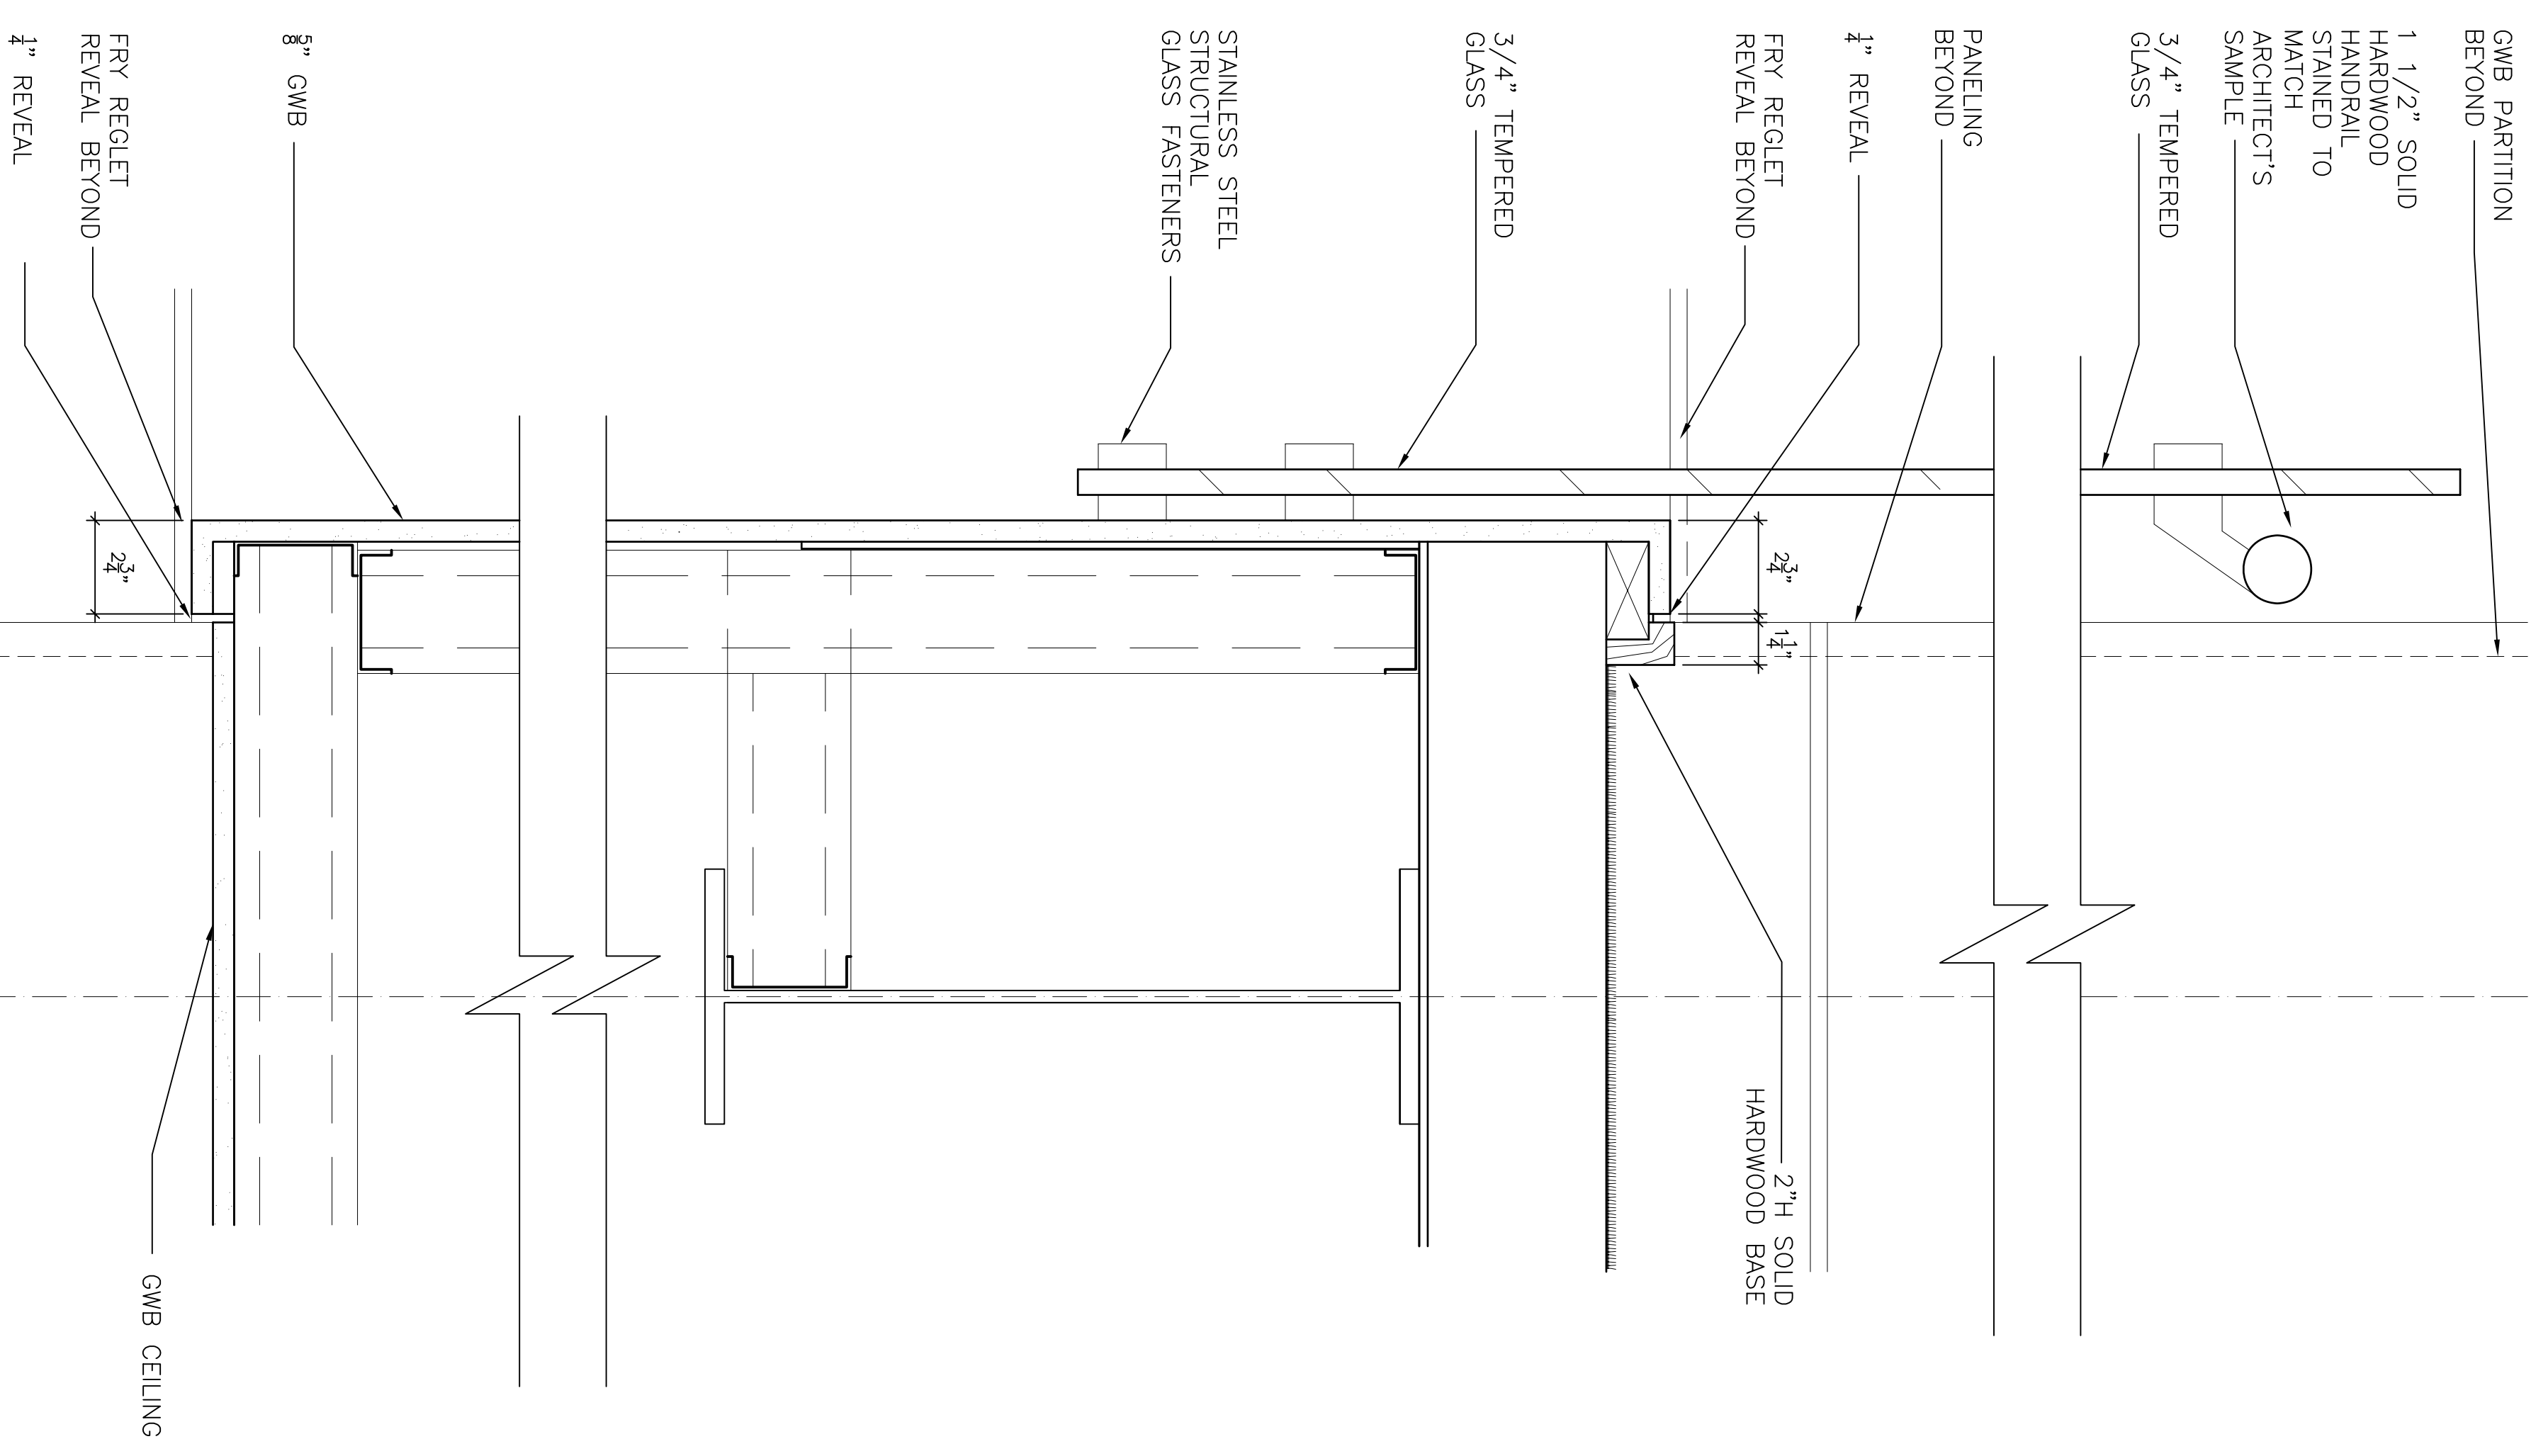 GWB PARTITION
BEYOND
1 1/2" SOLID
HARDWOOD
HANDRAIL
STAINED TO
MATCH
ARCHITECT'S
SAMPLE
3/4" TEMPERED
GLASS
PANELING
BEYOND
1/4" REVEAL
FRY REGLET
REVEAL BEYOND
3/4" TEMPERED
GLASS
STAINLESS STEEL
STRUCTURAL
GLASS FASTENERS
5/8" GWB
FRY REGLET
REVEAL BEYOND
1/4" REVEAL
2 3/4"
1 1/4"
2 3/4"
2"H SOLID
HARDWOOD BASE
GWB CEILING